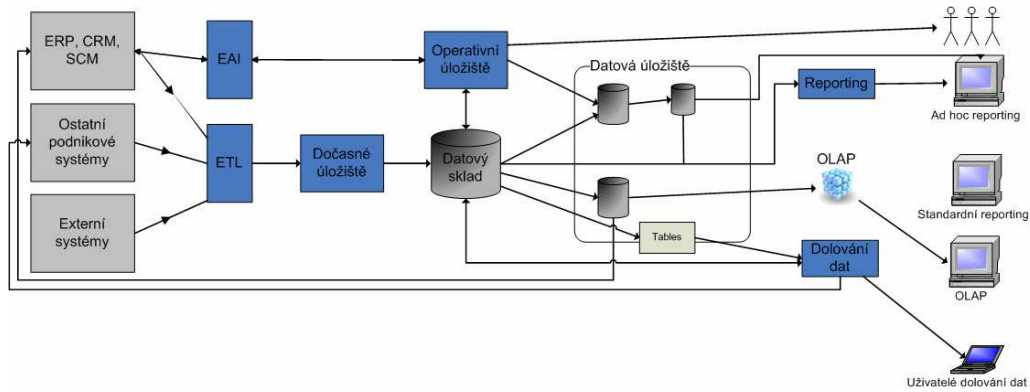 ERP, CRM,
SCM
EAI
Operativní
úložiště
Datová úložiště
Reporting
Ad hoc reporting
Ostatní
podnikové
systémy
ETL
Dočasné
úložiště
Datový
sklad
OLAP
Standardní reporting
Externí
systémy
Tables
Dolování
dat
OLAP
Uživatelé dolování dat